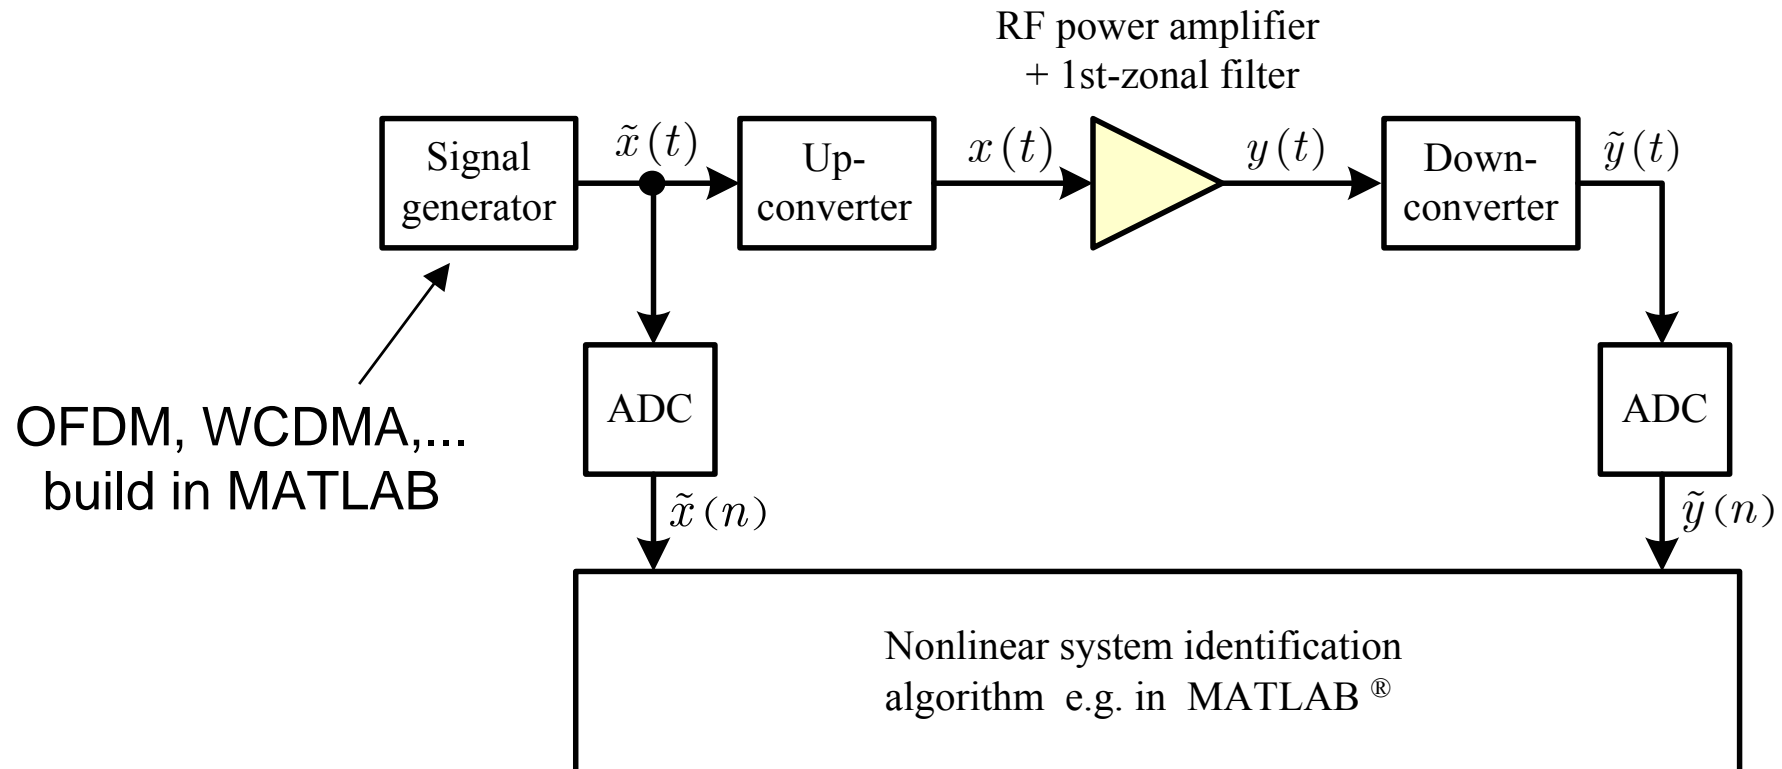 RF power amplifier
+ 1st-zonal filter
Signal
generator
x̃(t)
Up-
converter
x(t)
y(t)
Down-
converter
ỹ(t)
ADC
ADC
OFDM, WCDMA,...
build in MATLAB
x̃(n)
ỹ(n)
Nonlinear system identification
algorithm e.g. in MATLAB ®